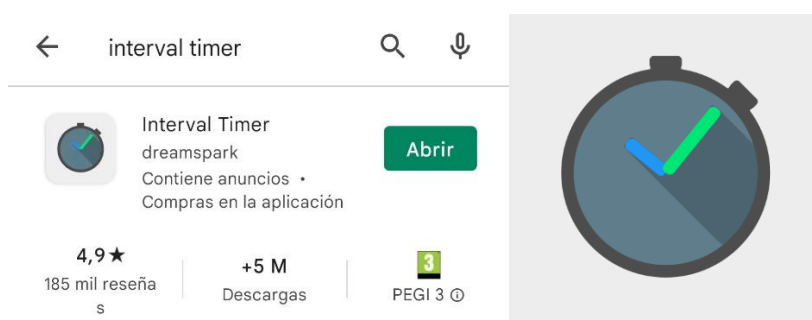 interval timer
Interval Timer
dreamspark
Contiene anuncios •
Compras en la aplicación
Abrir
4,9★
185 mil reseña
s
+5 M
Descargas
3
PEGI 3 ⓘ